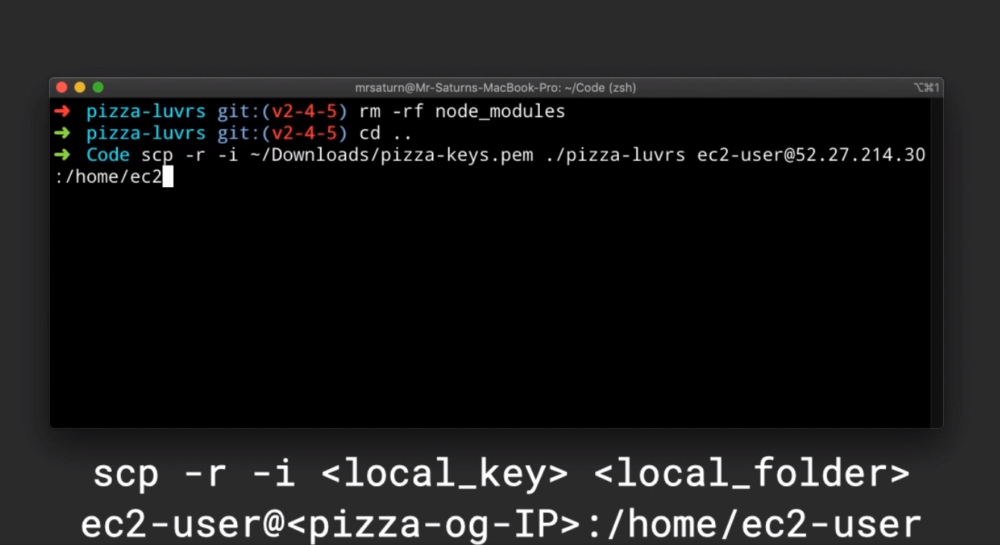 mrsaturn@Mr-Saturns-MacBook-Pro: ~/Code (zsh) ⌥⌘1
➜ pizza-luvrs git:(v2-4-5) rm -rf node_modules
➜ pizza-luvrs git:(v2-4-5) cd ..
➜ Code scp -r -i ~/Downloads/pizza-keys.pem ./pizza-luvrs ec2-user@52.27.214.30
:/home/ec2
scp -r -i <local_key> <local_folder>
ec2-user@<pizza-og-IP>:/home/ec2-user